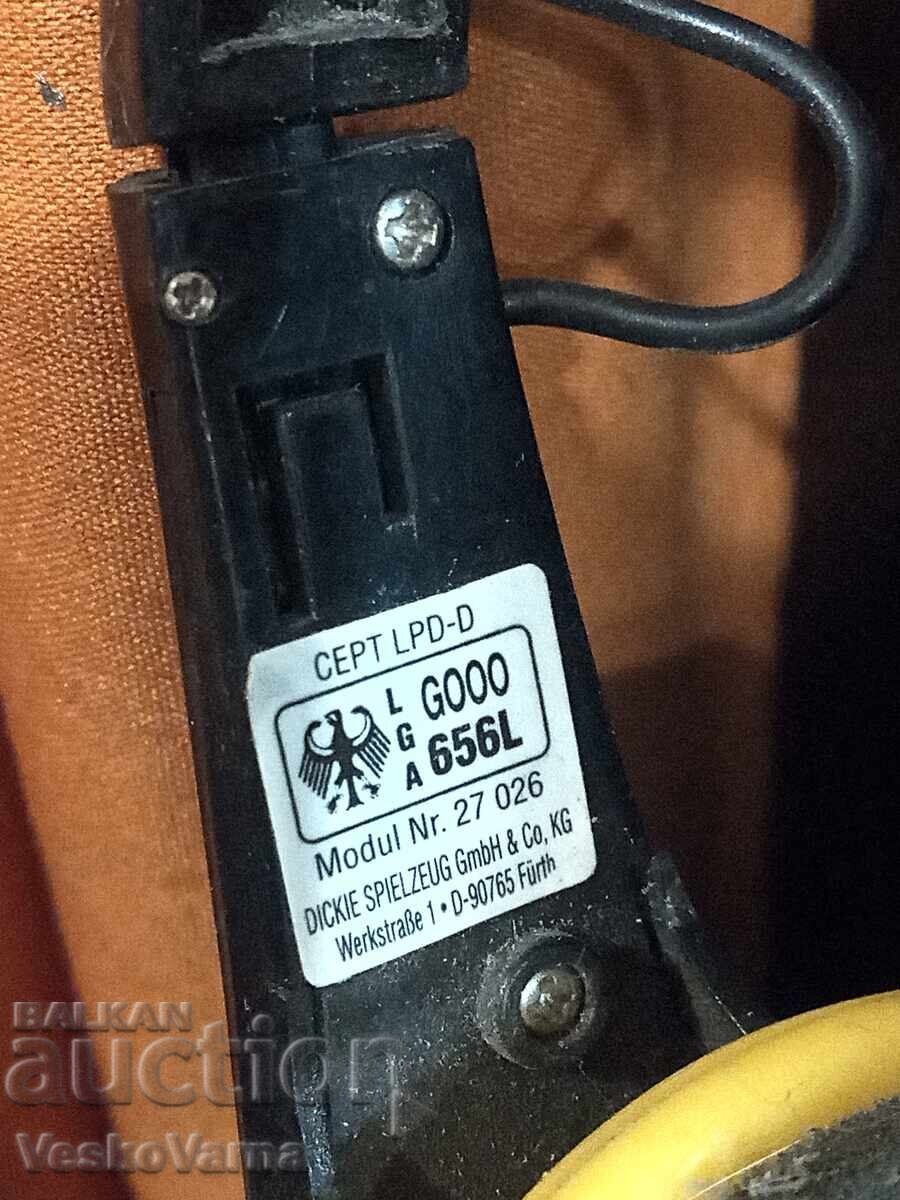 CEPT LPD-D
LGA
G000
656L
Modul Nr. 27 026
DICKIE SPIELZEUG GmbH & Co, KG
Werkstraße 1 • D-90765 Fürth
BALKAN
auction
VeskoVarna